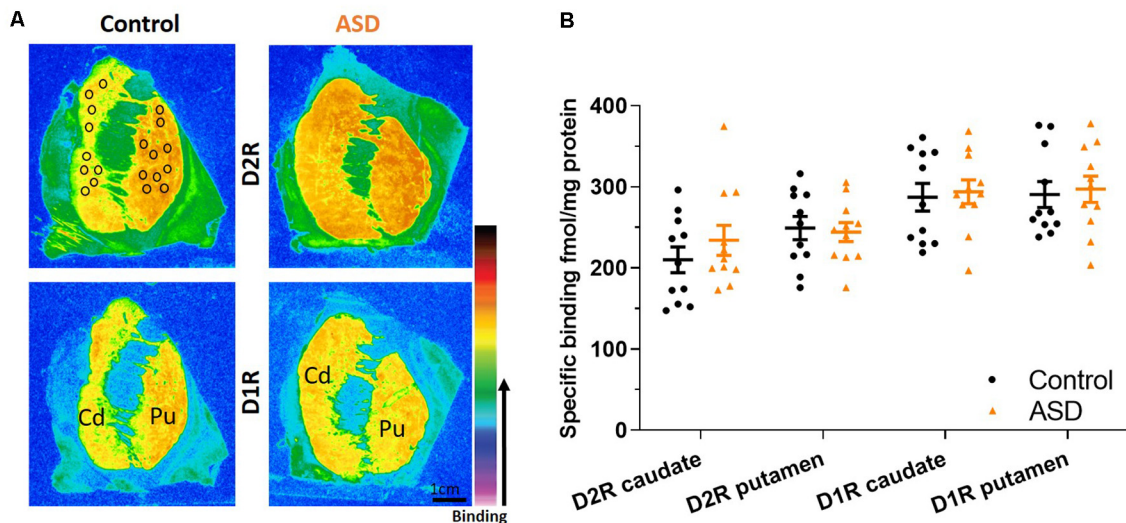 A
Control
ASD
D2R
D1R
Cd
Pu
Cd
Pu
1cm
Binding
B
Specific binding fmol/mg protein
400
300
200
100
0
Control
ASD
D2R caudate
D2R putamen
D1R caudate
D1R putamen